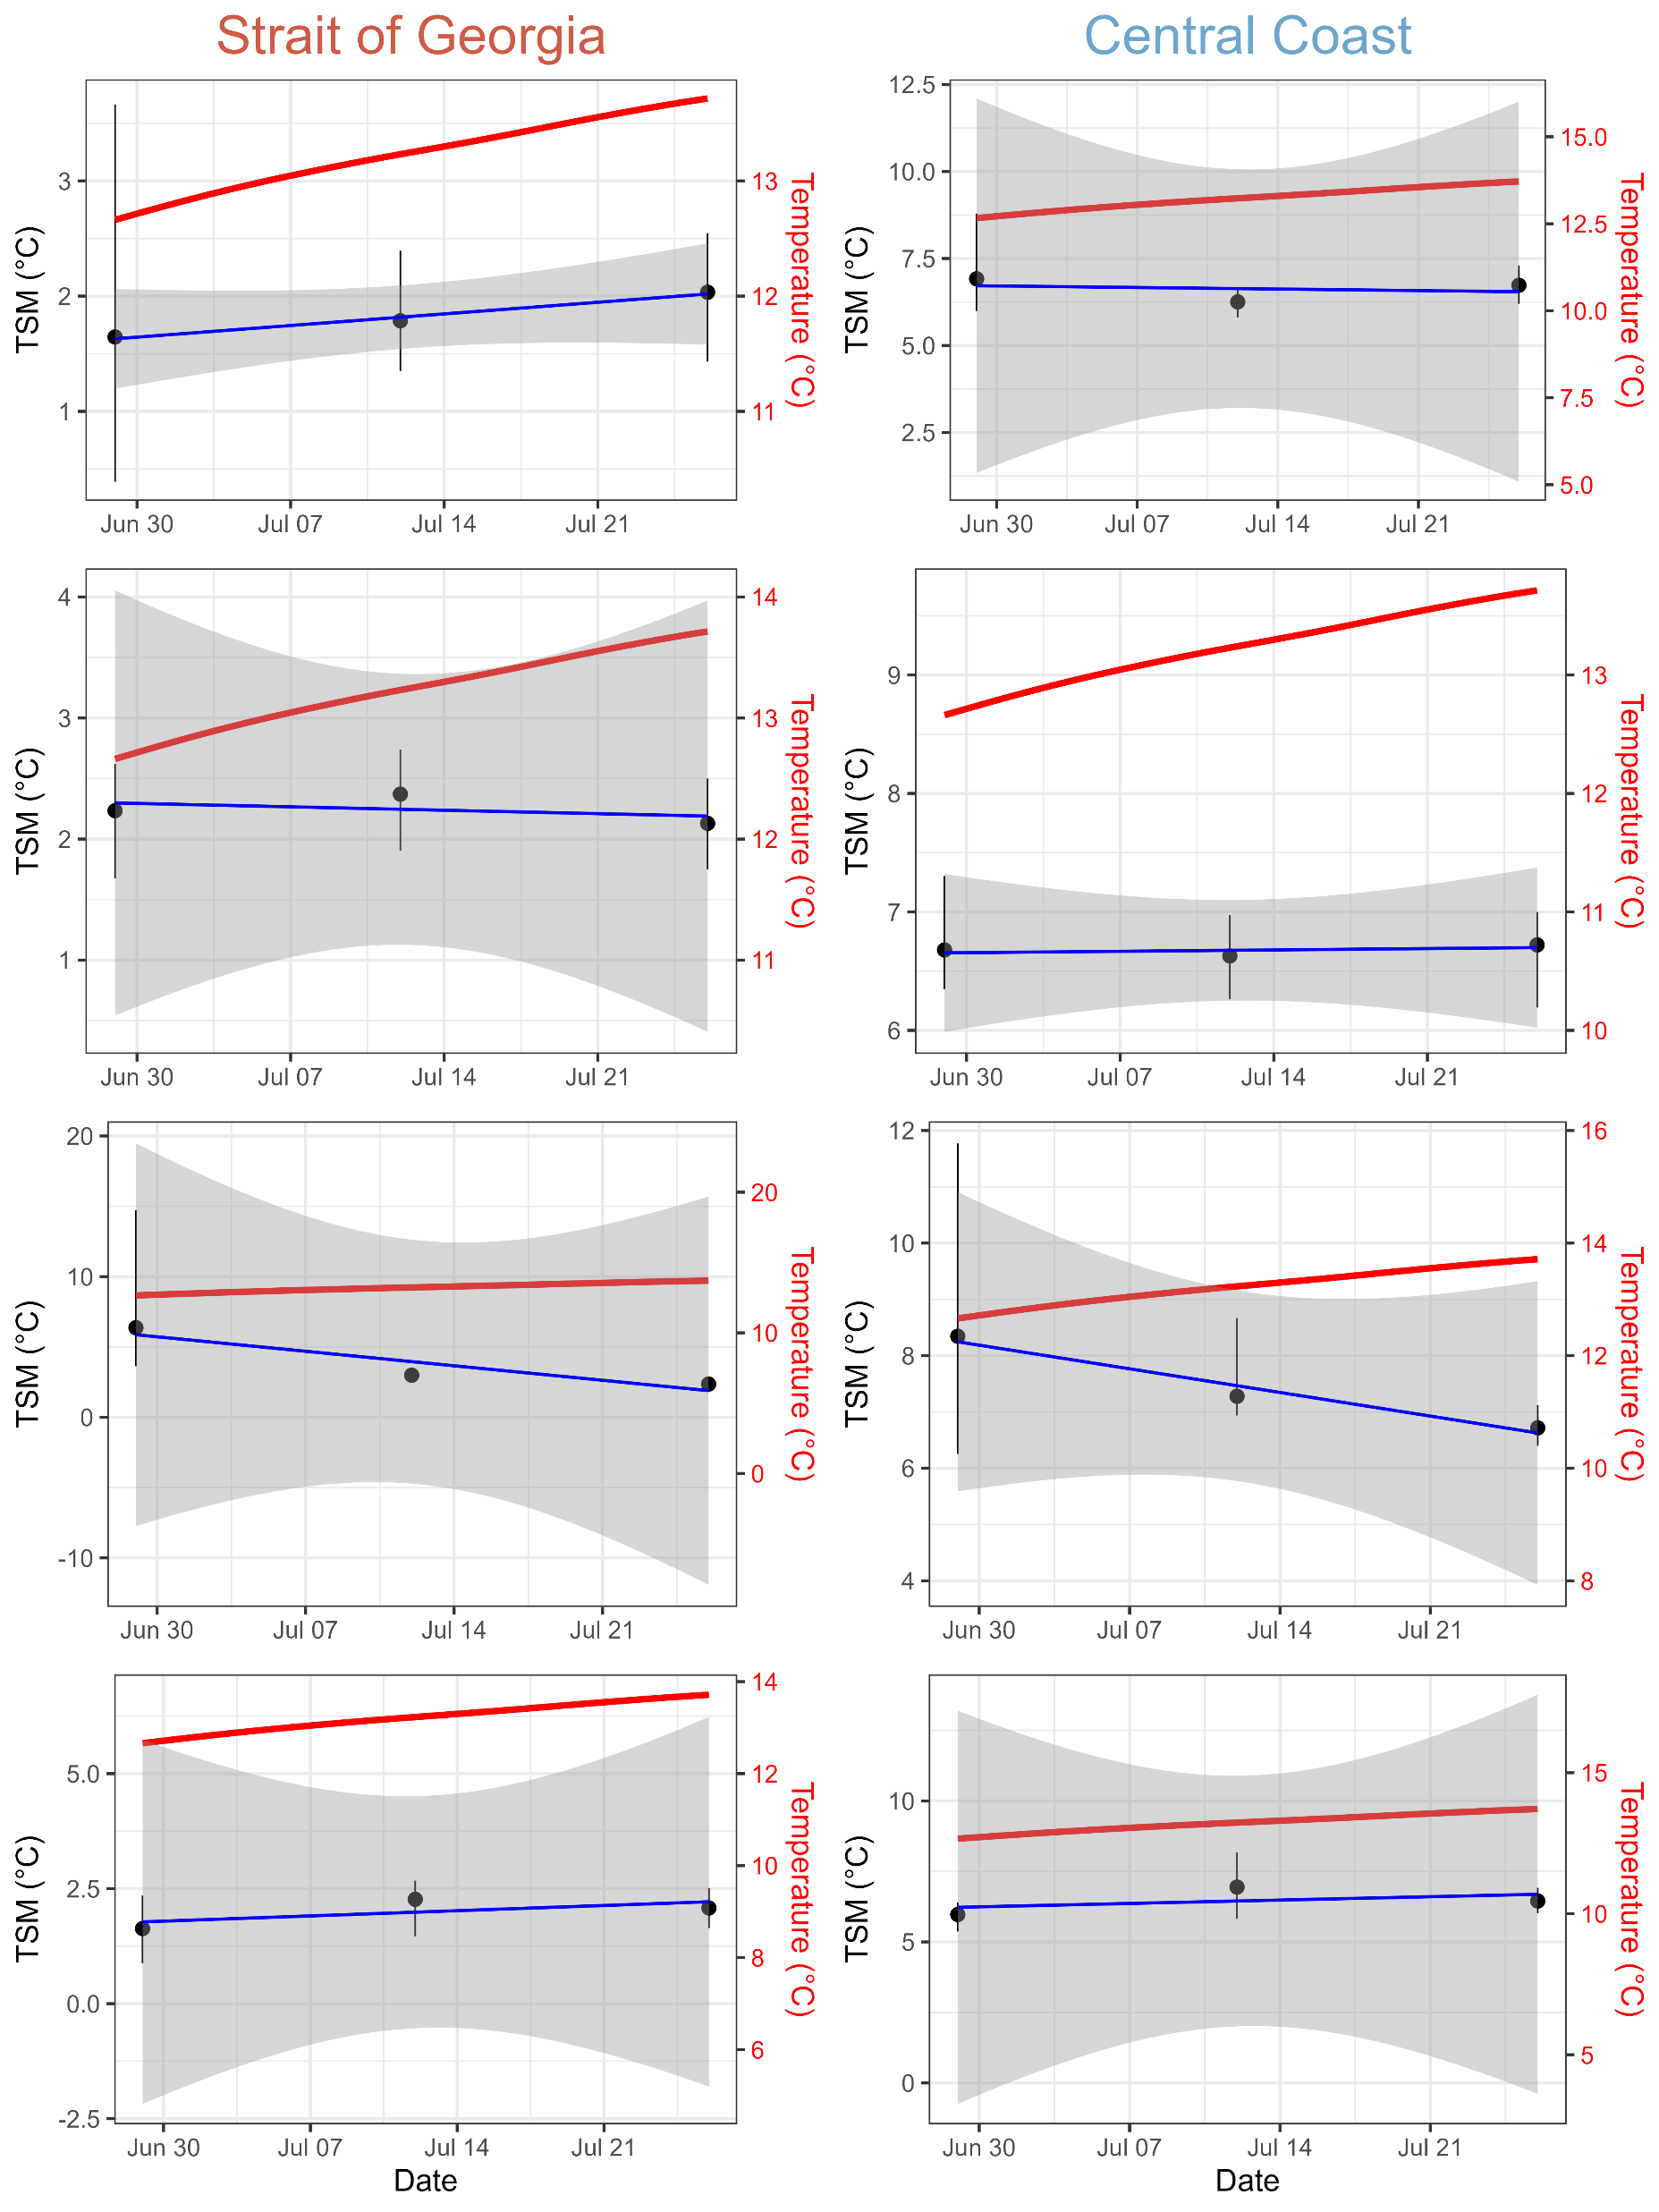 Strait of Georgia
Central Coast
TSM (°C)
3
2
1
13
12
11
Temperature (°C)
Jun 30 Jul 07 Jul 14 Jul 21
TSM (°C)
12.5
10.0
7.5
5.0
2.5
15.0
12.5
10.0
7.5
5.0
Temperature (°C)
Jun 30 Jul 07 Jul 14 Jul 21
TSM (°C)
4
3
2
1
14
13
12
11
Temperature (°C)
Jun 30 Jul 07 Jul 14 Jul 21
TSM (°C)
9
8
7
6
13
12
11
10
Temperature (°C)
Jun 30 Jul 07 Jul 14 Jul 21
TSM (°C)
20
10
0
-10
20
10
0
Temperature (°C)
Jun 30 Jul 07 Jul 14 Jul 21
TSM (°C)
12
10
8
6
4
16
14
12
10
8
Temperature (°C)
Jun 30 Jul 07 Jul 14 Jul 21
TSM (°C)
5.0
2.5
0.0
-2.5
14
12
10
8
6
Temperature (°C)
Jun 30 Jul 07 Jul 14 Jul 21
Date
TSM (°C)
10
5
0
15
10
5
Temperature (°C)
Jun 30 Jul 07 Jul 14 Jul 21
Date